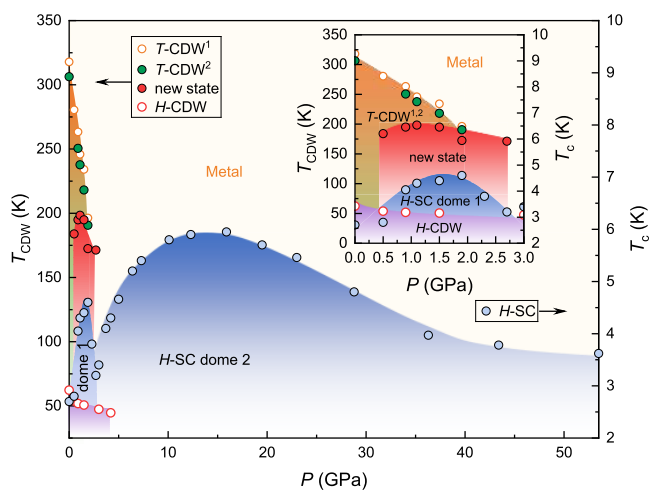 350
300
250
200
150
100
50
T_CDW (K)
T-CDW¹
T-CDW²
new state
H-CDW
Metal
dome 1
H-SC dome 2
H-SC
0 10 20 30 40 50
P (GPa)
10
9
8
7
6
5
4
3
2
T_c (K)
350
300
250
200
150
100
50
0
T_CDW (K)
Metal
T-CDW¹,²
new state
H-SC dome 1
H-CDW
0.0 0.5 1.0 1.5 2.0 2.5 3.0
P (GPa)
10
9
8
7
6
5
4
3
2
T_c (K)